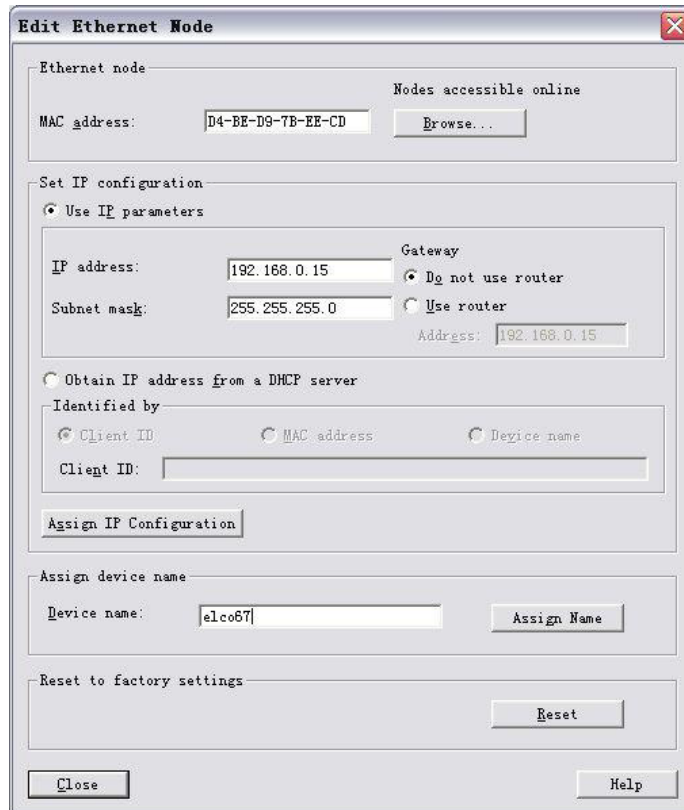 Edit Ethernet Node
Ethernet node
Nodes accessible online
MAC address: D4-BE-D9-7B-EE-CD Browse...
Set IP configuration
Use IP parameters
Gateway
IP address: 192.168.0.15 Do not use router
Subnet mask: 255.255.255.0 Use router
Address: 192.168.0.15
Obtain IP address from a DHCP server
Identified by
Client ID MAC address Device name
Client ID:
Assign IP Configuration
Assign device name
Device name: elco67 Assign Name
Reset to factory settings
Reset
Close Help